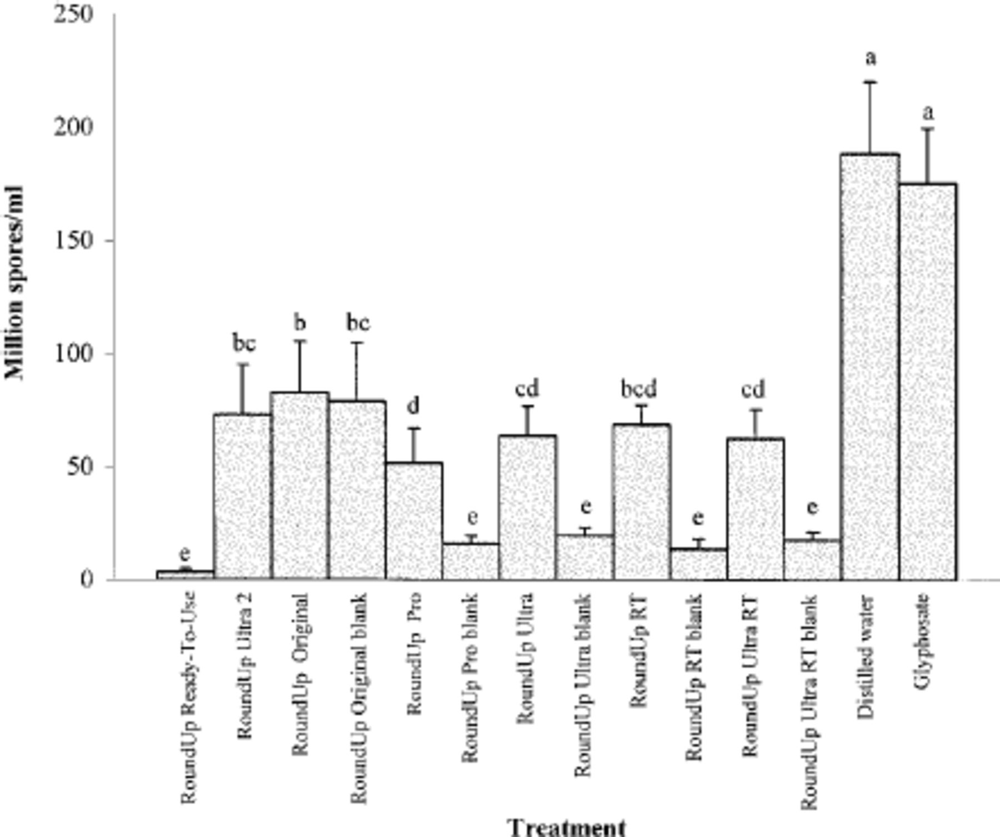 250
200
150
100
50
0
Million spores/ml
e
bc
b
bc
d
e
cd
e
bcd
e
cd
e
a
a
RoundUp Ready-To-Use
RoundUp Ultra 2
RoundUp Original
RoundUp Original blank
RoundUp Pro
RoundUp Pro blank
RoundUp Ultra
RoundUp Ultra blank
RoundUp RT
RoundUp RT blank
RoundUp Ultra RT
RoundUp Ultra RT blank
Distilled water
Glyphosate
Treatment